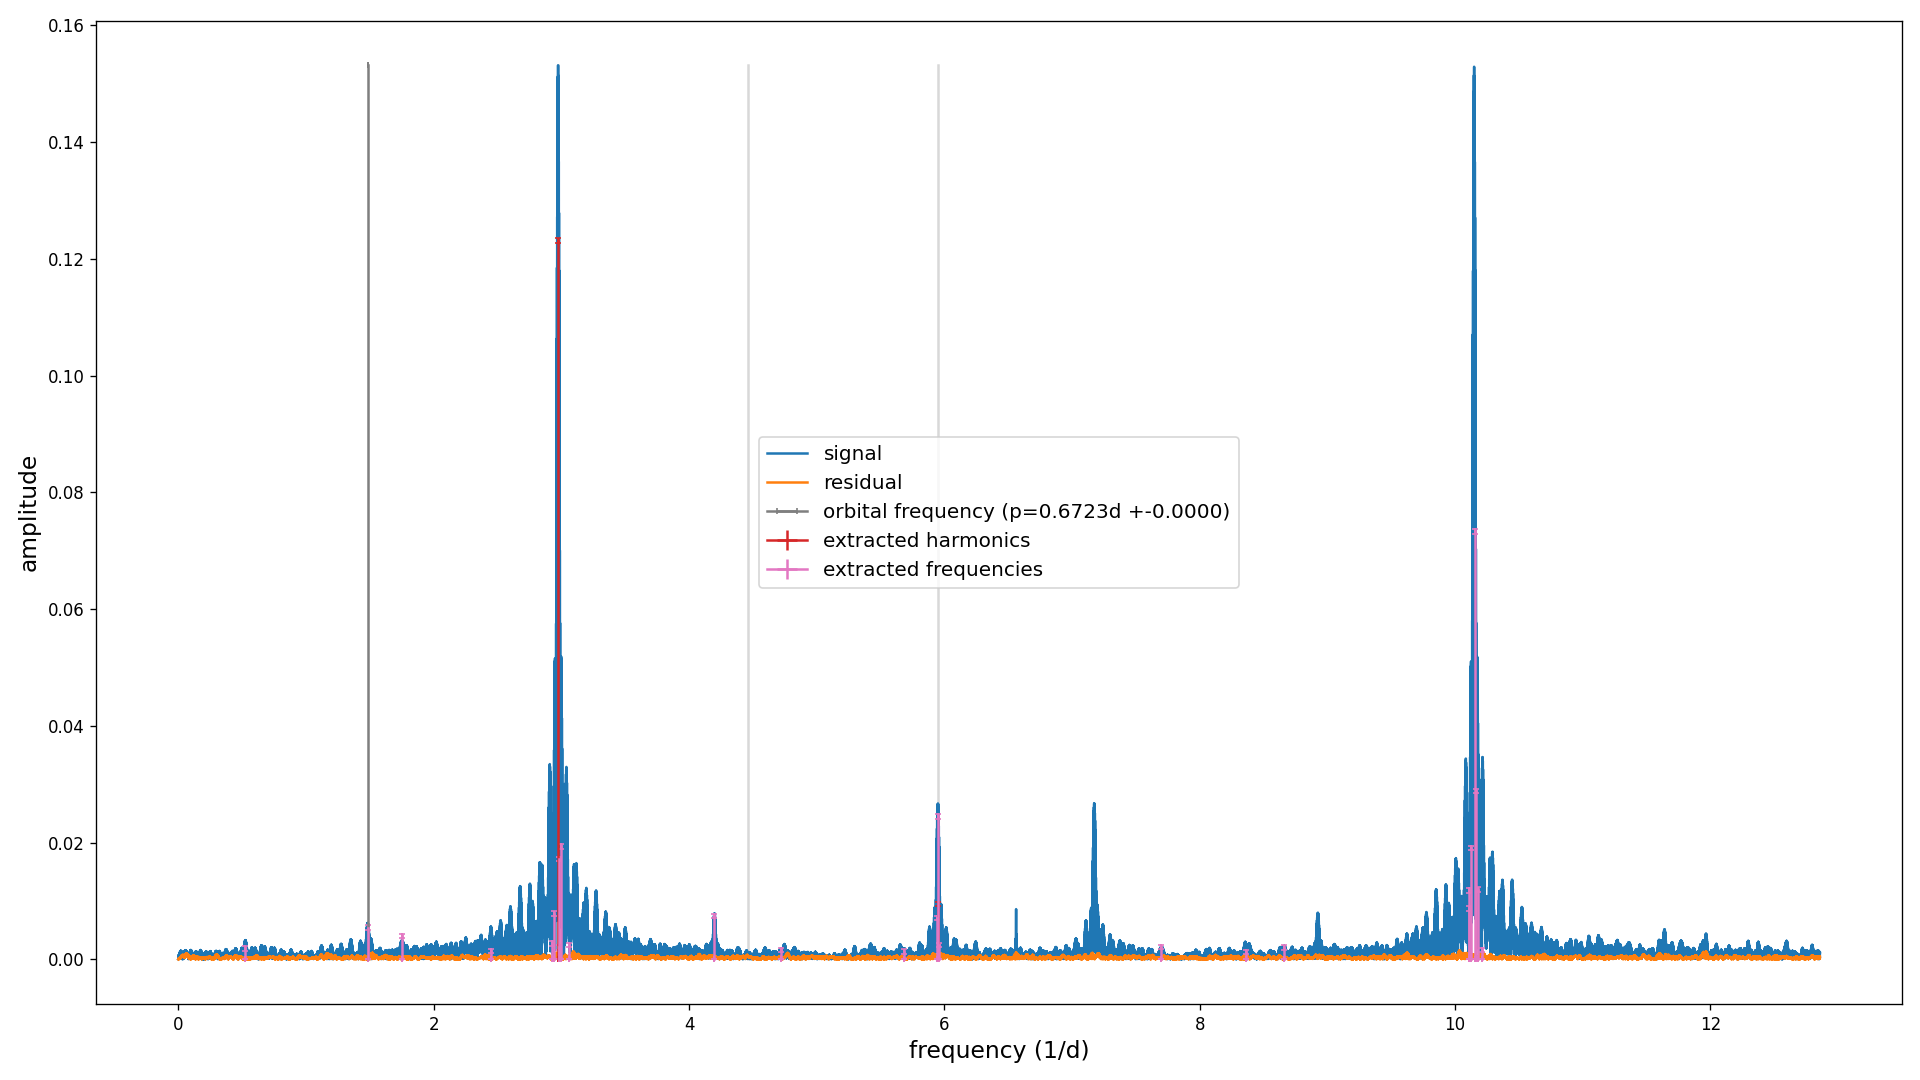 0.16
0.14
0.12
0.10
0.08
0.06
0.04
0.02
0.00
amplitude
signal
residual
orbital frequency (p=0.6723d +-0.0000)
extracted harmonics
extracted frequencies
0 2 4 6 8 10 12
frequency (1/d)